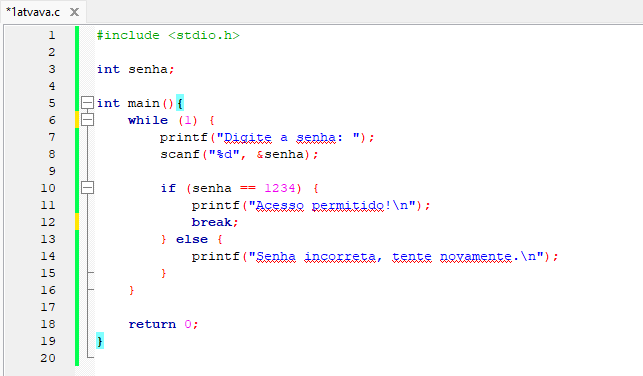 *1atvava.c X
1 #include <stdio.h>
2
3 int senha;
4
5 int main(){
6 while (1) {
7 printf("Digite a senha: ");
8 scanf("%d", &senha);
9
10 if (senha == 1234) {
11 printf("Acesso permitido!\n");
12 break;
13 } else {
14 printf("Senha incorreta, tente novamente.\n");
15 }
16 }
17
18 return 0;
19 }
20